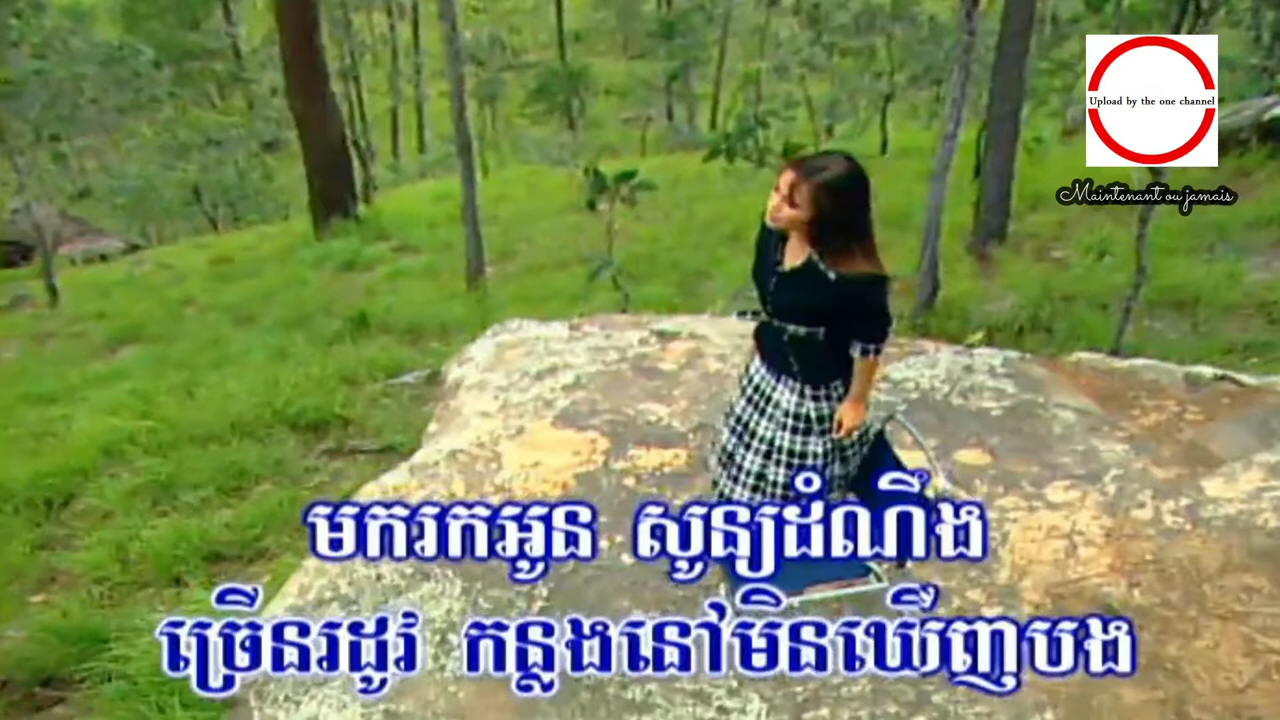 Upload by the one channel
Maintenant ou jamais
មករកអូន សូន្យដំណឹង
ច្រើនរដូវ កន្លងនៅមិនឃើញបង